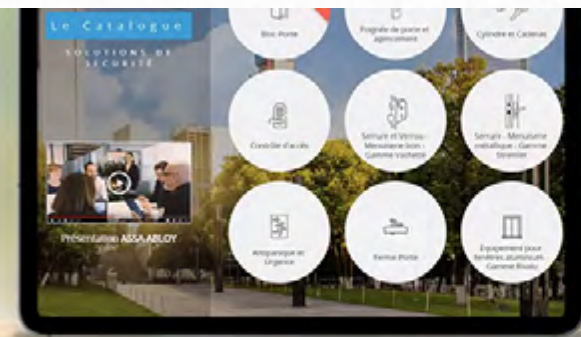 Le Catalogue
SOLUTIONS DE
SÉCURITÉ
Présentation ASSA ABLOY
Bloc Porte
Poignée de porte et
agencement
Cylindre et Cadenas
Contrôle d'accès
Serrure et Verrou -
Menuiserie bois -
Gamme Vachette
Serrure - Menuiserie
métallique - Gamme
Stremler
Antipanique et
Urgence
Ferme-Porte
Equipement pour
fenêtres aluminium -
Gamme